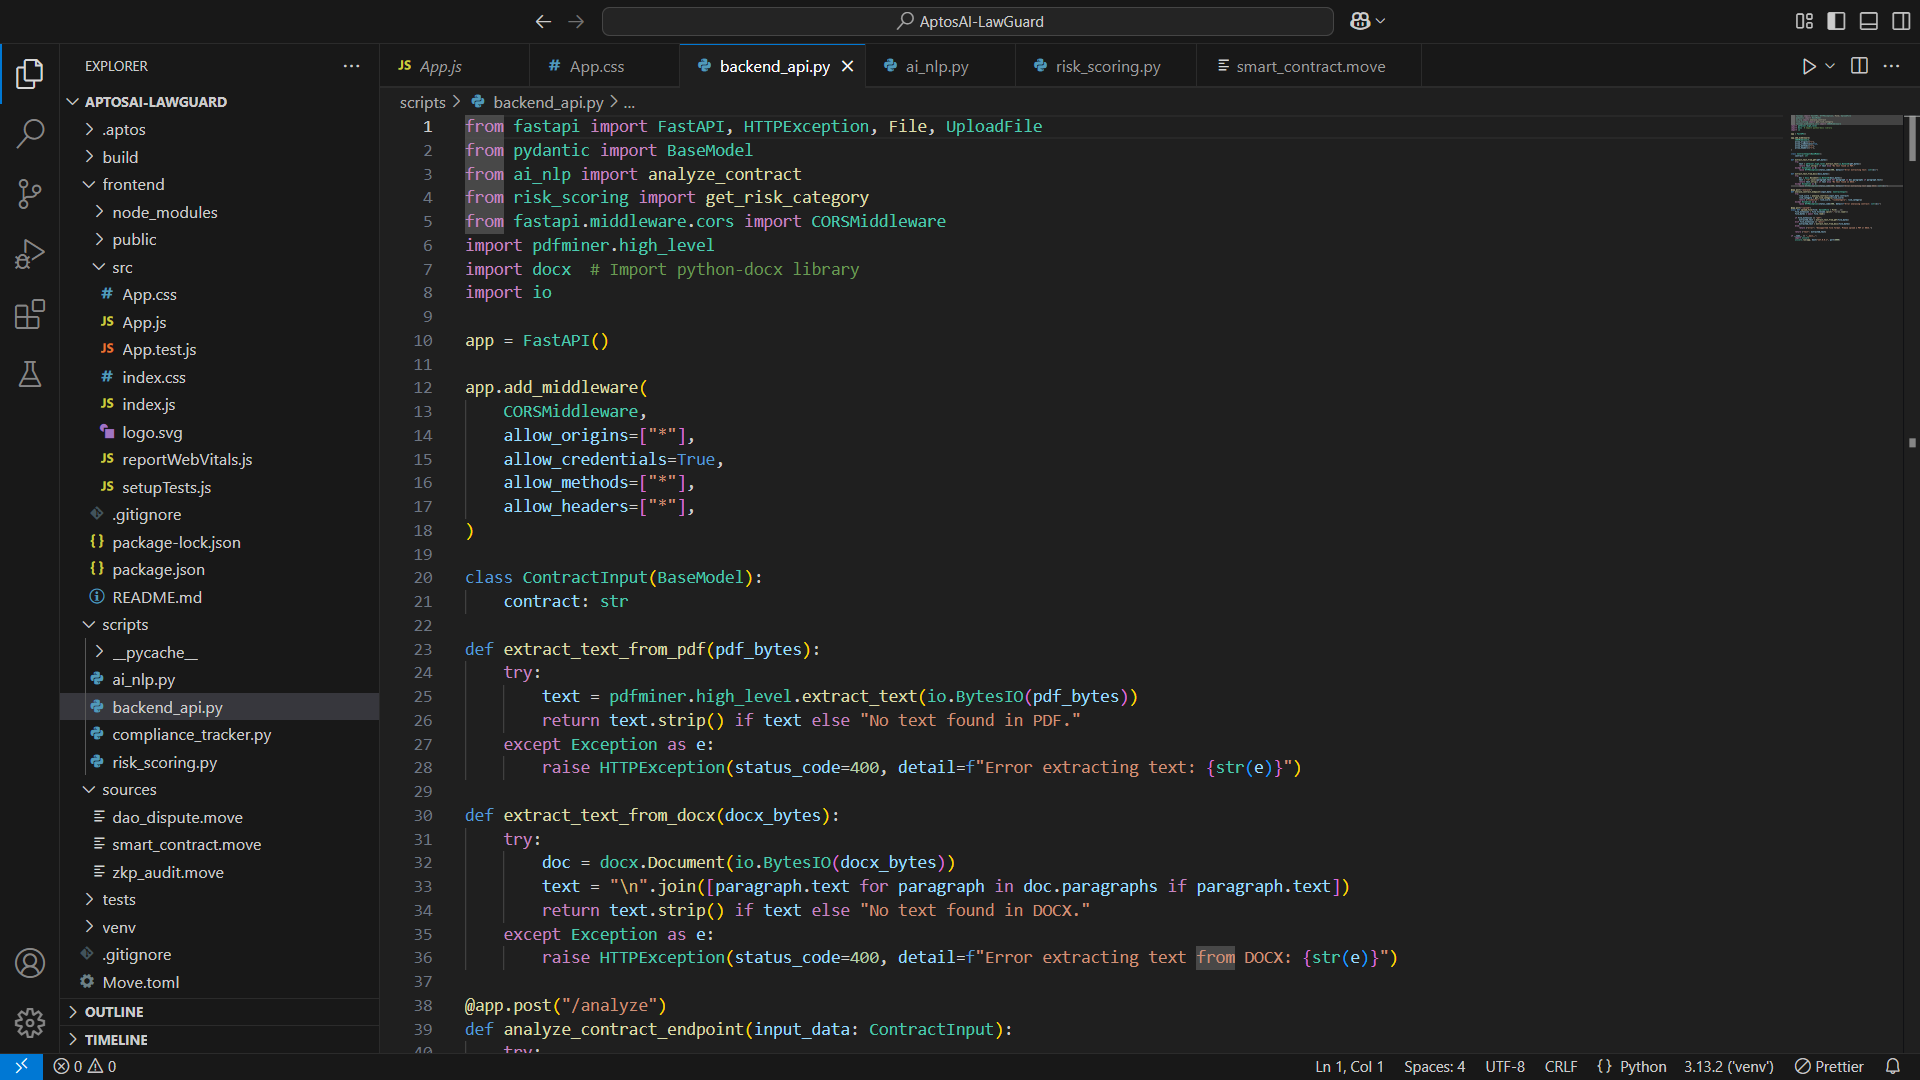 AptosAI-LawGuard
EXPLORER
APTOSAI-LAWGUARD
.aptos
build
frontend
node_modules
public
src
# App.css
JS App.js
JS App.test.js
# index.css
JS index.js
logo.svg
JS reportWebVitals.js
JS setupTests.js
.gitignore
{} package-lock.json
{} package.json
README.md
scripts
__pycache__
ai_nlp.py
backend_api.py
compliance_tracker.py
risk_scoring.py
sources
dao_dispute.move
smart_contract.move
zkp_audit.move
tests
venv
.gitignore
Move.toml
OUTLINE
TIMELINE
JS App.js # App.css backend_api.py ai_nlp.py risk_scoring.py smart_contract.move
scripts > backend_api.py > ...
1 from fastapi import FastAPI, HTTPException, File, UploadFile
2 from pydantic import BaseModel
3 from ai_nlp import analyze_contract
4 from risk_scoring import get_risk_category
5 from fastapi.middleware.cors import CORSMiddleware
6 import pdfminer.high_level
7 import docx  # Import python-docx library
8 import io
9
10 app = FastAPI()
11
12 app.add_middleware(
13     CORSMiddleware,
14     allow_origins=["*"],
15     allow_credentials=True,
16     allow_methods=["*"],
17     allow_headers=["*"],
18 )
19
20 class ContractInput(BaseModel):
21     contract: str
22
23 def extract_text_from_pdf(pdf_bytes):
24     try:
25         text = pdfminer.high_level.extract_text(io.BytesIO(pdf_bytes))
26         return text.strip() if text else "No text found in PDF."
27     except Exception as e:
28         raise HTTPException(status_code=400, detail=f"Error extracting text: {str(e)}")
29
30 def extract_text_from_docx(docx_bytes):
31     try:
32         doc = docx.Document(io.BytesIO(docx_bytes))
33         text = "\n".join([paragraph.text for paragraph in doc.paragraphs if paragraph.text])
34         return text.strip() if text else "No text found in DOCX."
35     except Exception as e:
36         raise HTTPException(status_code=400, detail=f"Error extracting text from DOCX: {str(e)}")
37
38 @app.post("/analyze")
39 def analyze_contract_endpoint(input_data: ContractInput):
40     try:
0 0 Ln 1, Col 1 Spaces: 4 UTF-8 CRLF {} Python 3.13.2 ('venv') Prettier